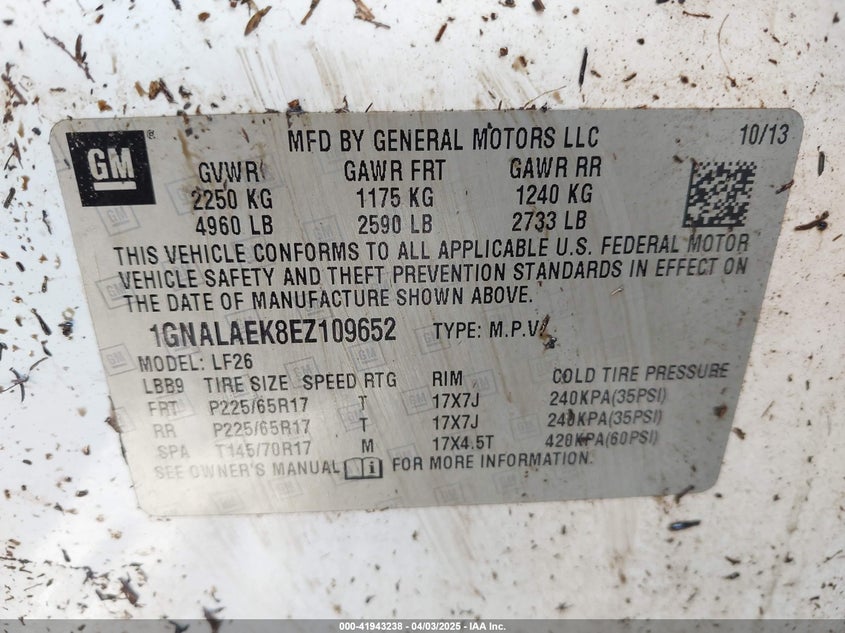 GM
MFD BY GENERAL MOTORS LLC 10/13
GVWR GAWR FRT GAWR RR
2250 KG 1175 KG 1240 KG
4960 LB 2590 LB 2733 LB
THIS VEHICLE CONFORMS TO ALL APPLICABLE U.S. FEDERAL MOTOR
VEHICLE SAFETY AND THEFT PREVENTION STANDARDS IN EFFECT ON
THE DATE OF MANUFACTURE SHOWN ABOVE.
1GNALAEK8EZ109652 TYPE: M.P.V.
MODEL: LF26
LBB9 TIRE SIZE SPEED RTG RIM COLD TIRE PRESSURE
FRT P225/65R17 T 17X7J 240KPA(35PSI)
RR P225/65R17 T 17X7J 240KPA(35PSI)
SPA T145/70R17 M 17X4.5T 420KPA(60PSI)
SEE OWNER'S MANUAL FOR MORE INFORMATION.
000-41943238 - 04/03/2025 - IAA Inc.